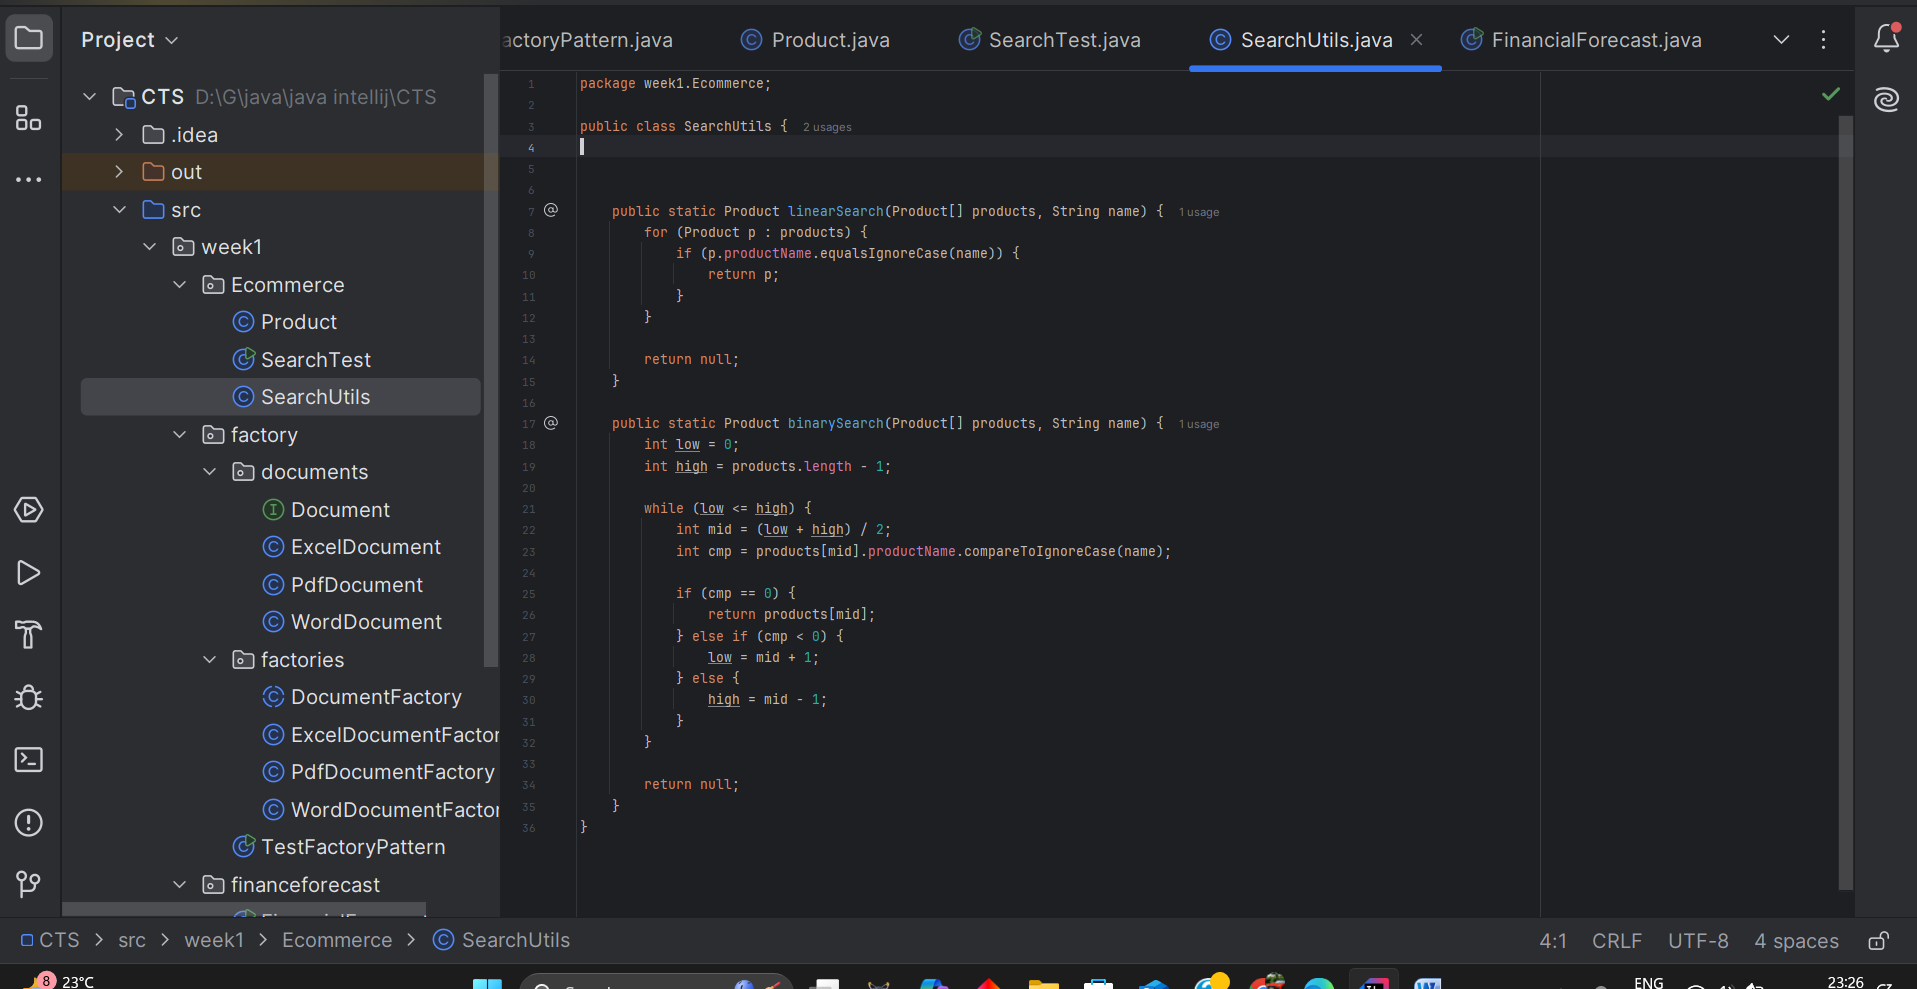 Project
actoryPattern.java
Product.java
SearchTest.java
SearchUtils.java
FinancialForecast.java
CTS D:\G\java\java intellij\CTS
.idea
out
src
week1
Ecommerce
Product
SearchTest
SearchUtils
factory
documents
Document
ExcelDocument
PdfDocument
WordDocument
factories
DocumentFactory
ExcelDocumentFactor
PdfDocumentFactory
WordDocumentFactor
TestFactoryPattern
financeforecast
1 package week1.Ecommerce;
2
3 public class SearchUtils { 2 usages
4
5
6
7 @ public static Product linearSearch(Product[] products, String name) { 1 usage
8 for (Product p : products) {
9 if (p.productName.equalsIgnoreCase(name)) {
10 return p;
11 }
12 }
13
14 return null;
15 }
16
17 @ public static Product binarySearch(Product[] products, String name) { 1 usage
18 int low = 0;
19 int high = products.length - 1;
20
21 while (low <= high) {
22 int mid = (low + high) / 2;
23 int cmp = products[mid].productName.compareToIgnoreCase(name);
24
25 if (cmp == 0) {
26 return products[mid];
27 } else if (cmp < 0) {
28 low = mid + 1;
29 } else {
30 high = mid - 1;
31 }
32 }
33
34 return null;
35 }
36 }
CTS > src > week1 > Ecommerce > SearchUtils
4:1 CRLF UTF-8 4 spaces
8 23°C
ENG
23:26